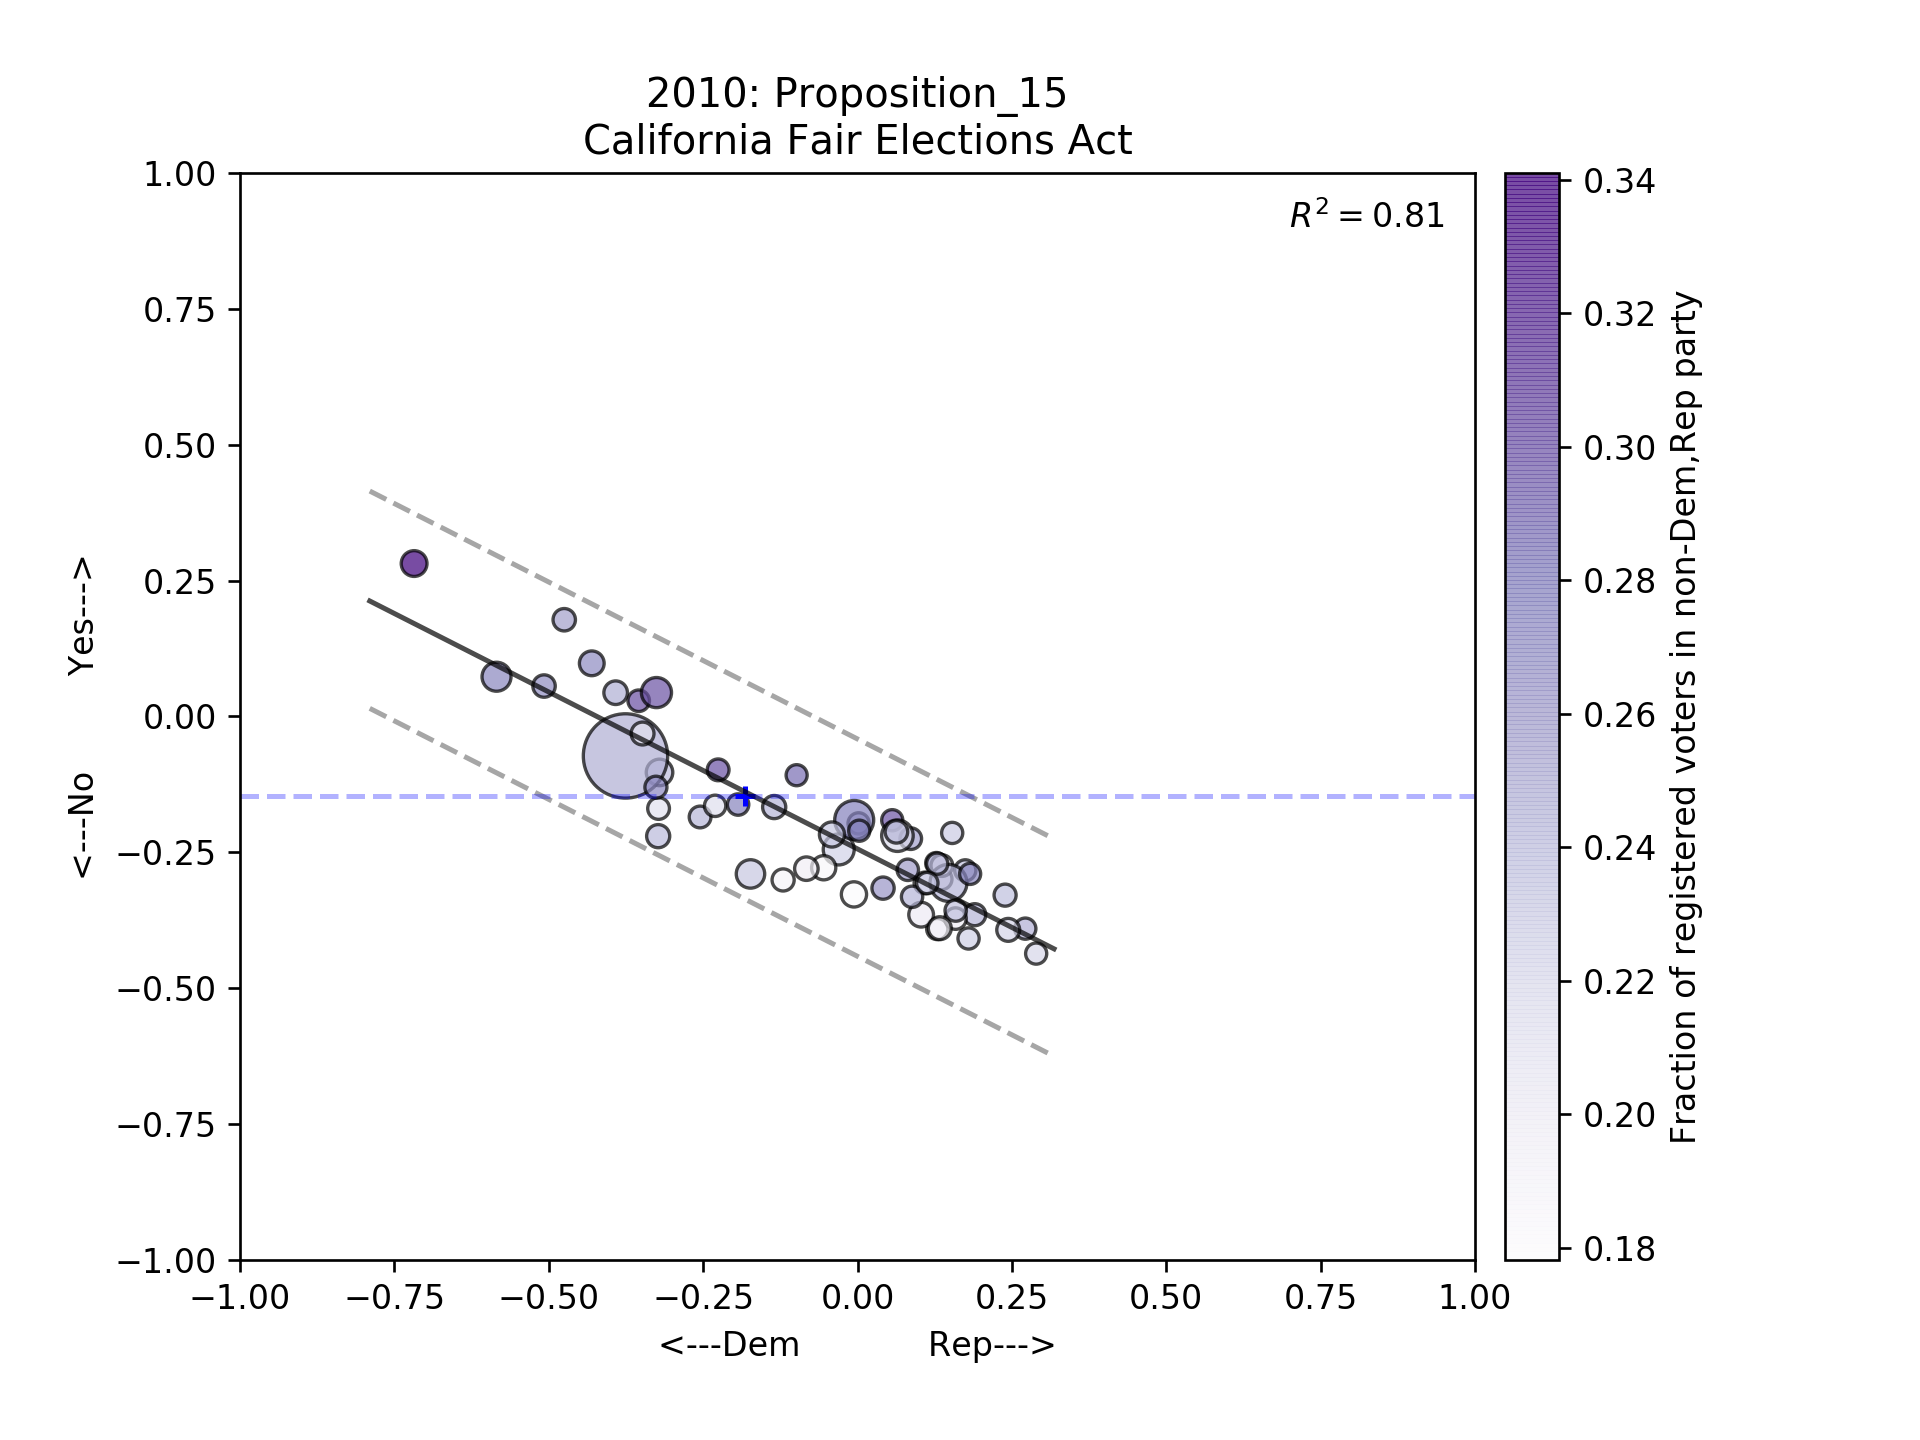 2010: Proposition_15
California Fair Elections Act
R² = 0.81
1.00
0.75
0.50
0.25
0.00
−0.25
−0.50
−0.75
−1.00
<---No Yes--->
−1.00 −0.75 −0.50 −0.25 0.00 0.25 0.50 0.75 1.00
<---Dem Rep--->
0.34
0.32
0.30
0.28
0.26
0.24
0.22
0.20
0.18
Fraction of registered voters in non-Dem,Rep party